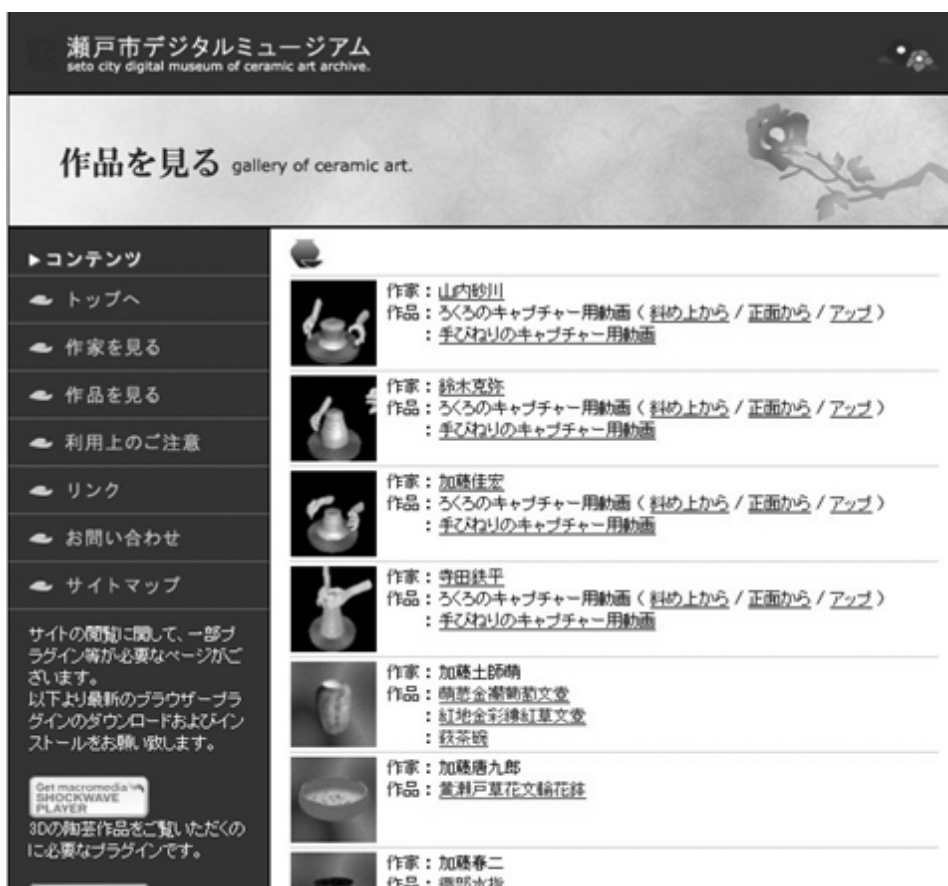 瀬戸市デジタルミュージアム
seto city digital museum of ceramic art archive.
作品を見る gallery of ceramic art.
コンテンツ
トップへ
作家を見る
作品を見る
利用上のご注意
リンク
お問い合わせ
サイトマップ
サイトの閲覧に関して、一部プ
ラグイン等が必要なページがご
ざいます。
以下より最新のブラウザープラ
グインのダウンロードおよびイン
ストールをお願い致します。
Get macromedia
SHOCKWAVE
PLAYER
3Dの陶芸作品をご覧いただくの
に必要なプラグインです。
作家:山内砂川
作品:ろくろのキャプチャー用動画(斜め上から / 正面から / アップ)
:手びねりのキャプチャー用動画
作家:鈴木克弥
作品:ろくろのキャプチャー用動画(斜め上から / 正面から / アップ)
:手びねりのキャプチャー用動画
作家:加藤佳宏
作品:ろくろのキャプチャー用動画(斜め上から / 正面から / アップ)
:手びねりのキャプチャー用動画
作家:寺田鉄平
作品:ろくろのキャプチャー用動画(斜め上から / 正面から / アップ)
:手びねりのキャプチャー用動画
作家:加藤土師萌
作品:萌葱金襴葡萄文壷
:萩茶碗
作家:加藤唐九郎
作品:黄瀬戸草花文輪花鉢
作家:加藤春二
作品:織部水指